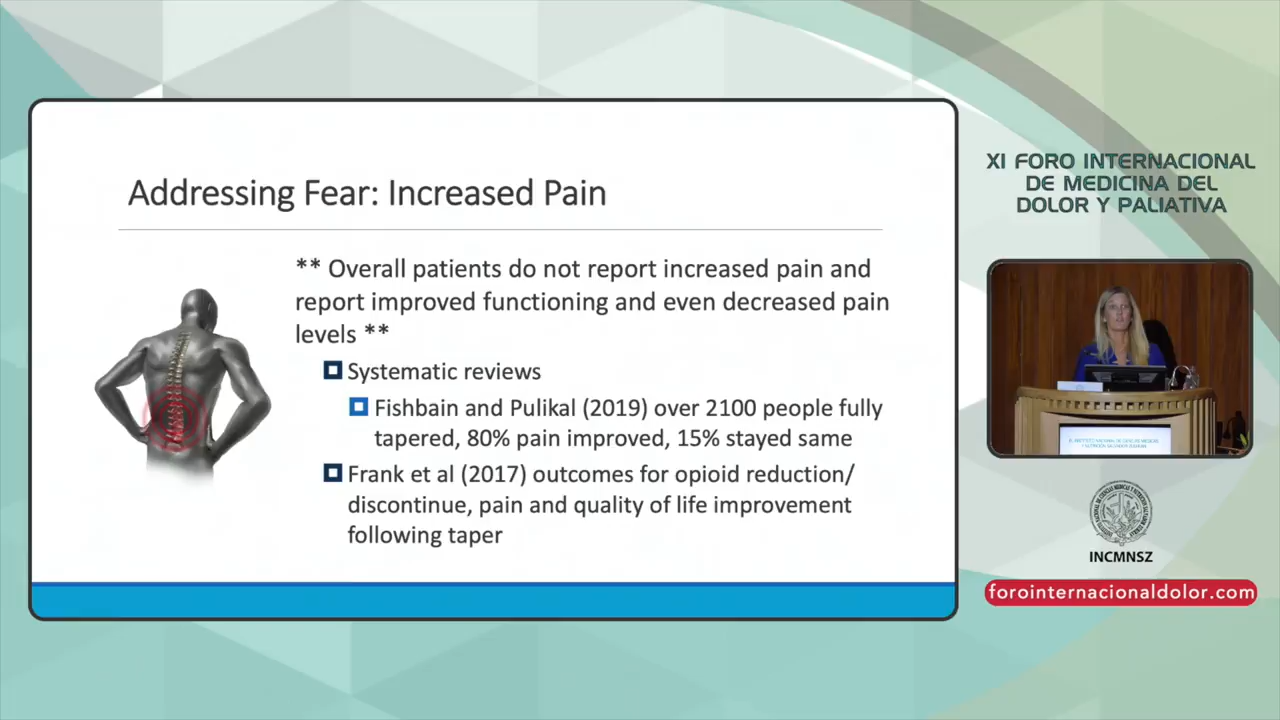 Addressing Fear: Increased Pain
** Overall patients do not report increased pain and
report improved functioning and even decreased pain
levels **
Systematic reviews
Fishbain and Pulikal (2019) over 2100 people fully
tapered, 80% pain improved, 15% stayed same
Frank et al (2017) outcomes for opioid reduction/
discontinue, pain and quality of life improvement
following taper
XI FORO INTERNACIONAL
DE MEDICINA DEL
DOLOR Y PALIATIVA
INCMNSZ
forointernacionaldolor.com